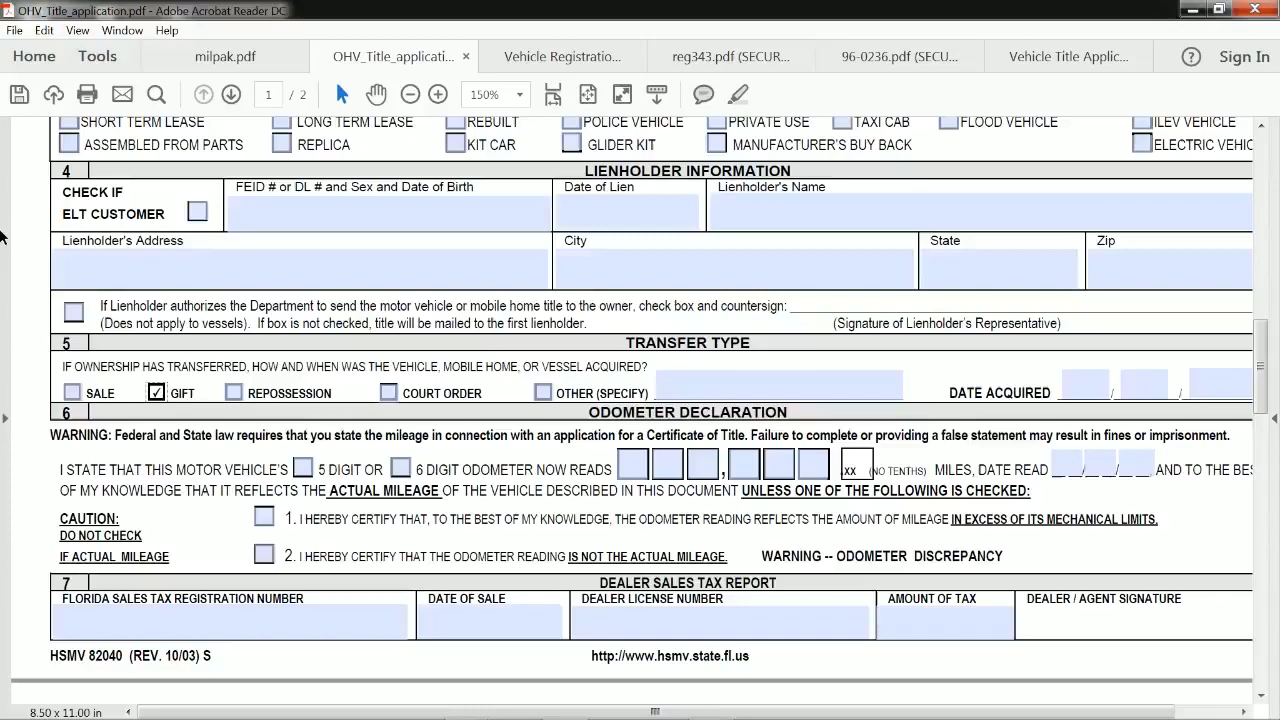 OHV_Title_application.pdf - Adobe Acrobat Reader DC
File Edit View Window Help
Home Tools milpak.pdf OHV_Title_applicati... × Vehicle Registratio... reg343.pdf (SECUR... 96-0236.pdf (SECU... Vehicle Title Applic... ? Sign In
1 / 2 150%
SHORT TERM LEASE LONG TERM LEASE REBUILT POLICE VEHICLE PRIVATE USE TAXI CAB FLOOD VEHICLE ILEV VEHICLE
ASSEMBLED FROM PARTS REPLICA KIT CAR GLIDER KIT MANUFACTURER'S BUY BACK ELECTRIC VEHIC
4 LIENHOLDER INFORMATION
CHECK IF
ELT CUSTOMER
FEID # or DL # and Sex and Date of Birth Date of Lien Lienholder's Name
Lienholder's Address City State Zip
If Lienholder authorizes the Department to send the motor vehicle or mobile home title to the owner, check box and countersign:
(Does not apply to vessels). If box is not checked, title will be mailed to the first lienholder. (Signature of Lienholder's Representative)
5 TRANSFER TYPE
IF OWNERSHIP HAS TRANSFERRED, HOW AND WHEN WAS THE VEHICLE, MOBILE HOME, OR VESSEL ACQUIRED?
SALE ✓ GIFT REPOSSESSION COURT ORDER OTHER (SPECIFY) DATE ACQUIRED / /
6 ODOMETER DECLARATION
WARNING: Federal and State law requires that you state the mileage in connection with an application for a Certificate of Title. Failure to complete or providing a false statement may result in fines or imprisonment.
I STATE THAT THIS MOTOR VEHICLE'S 5 DIGIT OR 6 DIGIT ODOMETER NOW READS , .xx (NO TENTHS) MILES, DATE READ / / AND TO THE BES
OF MY KNOWLEDGE THAT IT REFLECTS THE ACTUAL MILEAGE OF THE VEHICLE DESCRIBED IN THIS DOCUMENT UNLESS ONE OF THE FOLLOWING IS CHECKED:
CAUTION: 1. I HEREBY CERTIFY THAT, TO THE BEST OF MY KNOWLEDGE, THE ODOMETER READING REFLECTS THE AMOUNT OF MILEAGE IN EXCESS OF ITS MECHANICAL LIMITS.
DO NOT CHECK
IF ACTUAL MILEAGE 2. I HEREBY CERTIFY THAT THE ODOMETER READING IS NOT THE ACTUAL MILEAGE. WARNING -- ODOMETER DISCREPANCY
7 DEALER SALES TAX REPORT
FLORIDA SALES TAX REGISTRATION NUMBER DATE OF SALE DEALER LICENSE NUMBER AMOUNT OF TAX DEALER / AGENT SIGNATURE
HSMV 82040 (REV. 10/03) S http://www.hsmv.state.fl.us
8.50 x 11.00 in